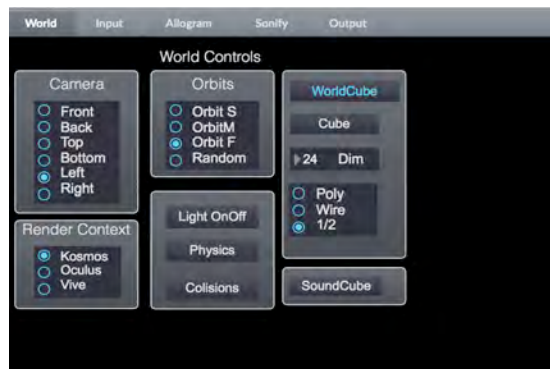 World Input Allogram Sonify Output
World Controls
Camera
Front
Back
Top
Bottom
Left
Right
Render Context
Kosmos
Oculus
Vive
Orbits
Orbit S
OrbitM
Orbit F
Random
Light OnOff
Physics
Colisions
WorldCube
Cube
24 Dim
Poly
Wire
1/2
SoundCube